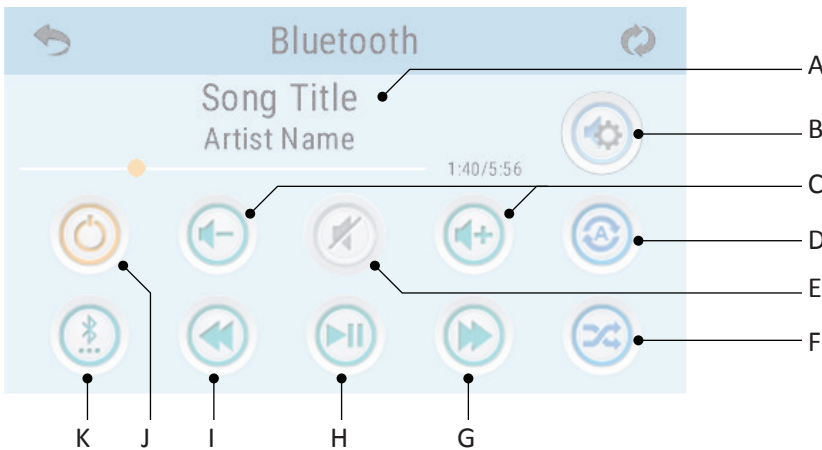 Bluetooth
Song Title
Artist Name
1:40/5:56
A
B
C
D
E
F
K J I H G